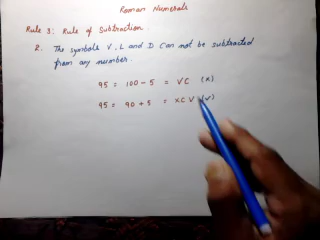 Roman Numerals
Rule 3: Rule of Subtraction.
2. The symbols V, L and D can not be subtracted
from any number.
95 = 100 - 5 = VC (x)
95 = 90 + 5 = XCV (✓)